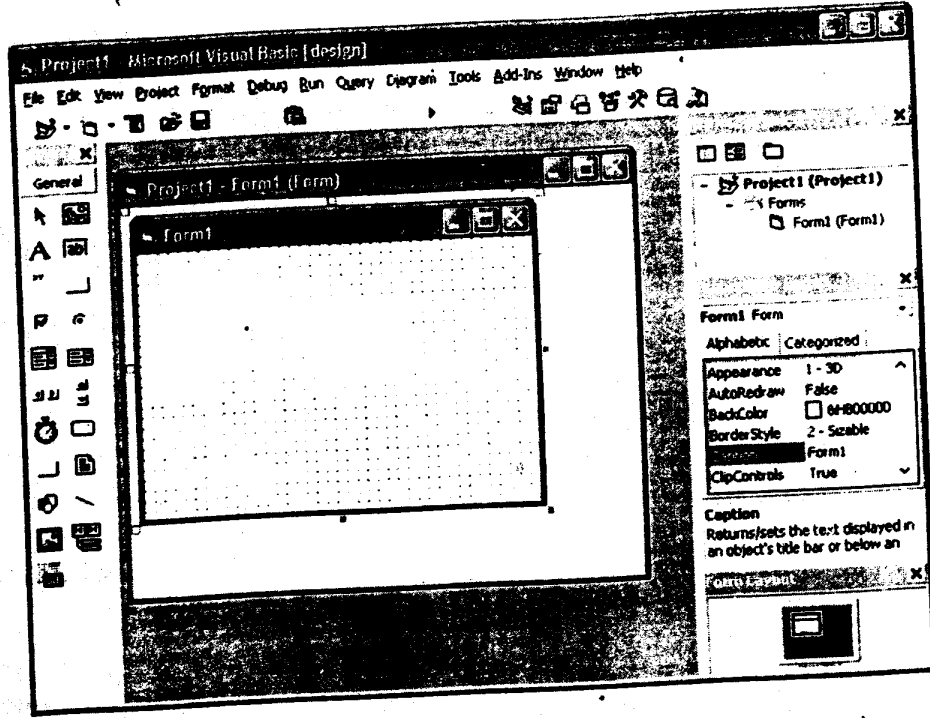 Project1 - Microsoft Visual Basic [design]
File Edit View Project Format Debug Run Query Diagram Tools Add-Ins Window Help
General
Project1 - Form1 (Form)
Form1
A
ab
Project1 (Project1)
Forms
Form1 (Form1)
Form1 Form
Alphabetic Categorized
Appearance 1 - 3D
AutoRedraw False
BackColor &H800000
BorderStyle 2 - Sizable
Form1
ClipControls True
Caption
Returns/sets the text displayed in
an object's title bar or below an
Form Layout